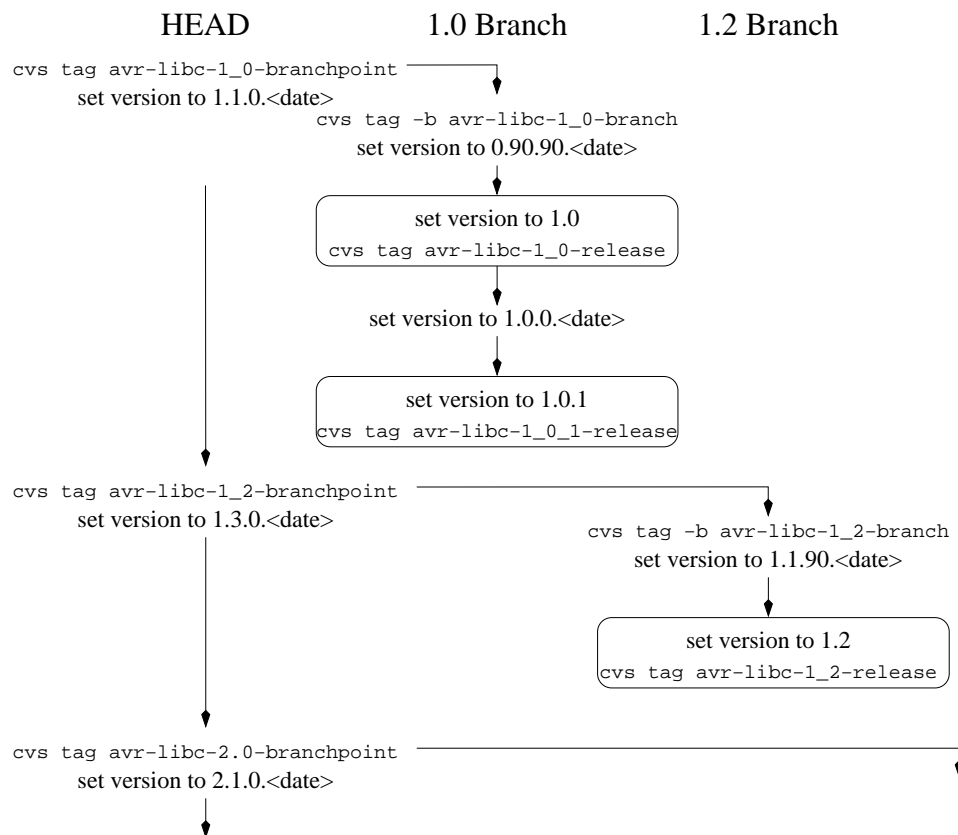 HEAD
1.0 Branch
1.2 Branch
cvs tag avr-libc-1_0-branchpoint
set version to 1.1.0.<date>
cvs tag -b avr-libc-1_0-branch
set version to 0.90.90.<date>
set version to 1.0
cvs tag avr-libc-1_0-release
set version to 1.0.0.<date>
set version to 1.0.1
cvs tag avr-libc-1_0_1-release
cvs tag avr-libc-1_2-branchpoint
set version to 1.3.0.<date>
cvs tag -b avr-libc-1_2-branch
set version to 1.1.90.<date>
set version to 1.2
cvs tag avr-libc-1_2-release
cvs tag avr-libc-2.0-branchpoint
set version to 2.1.0.<date>